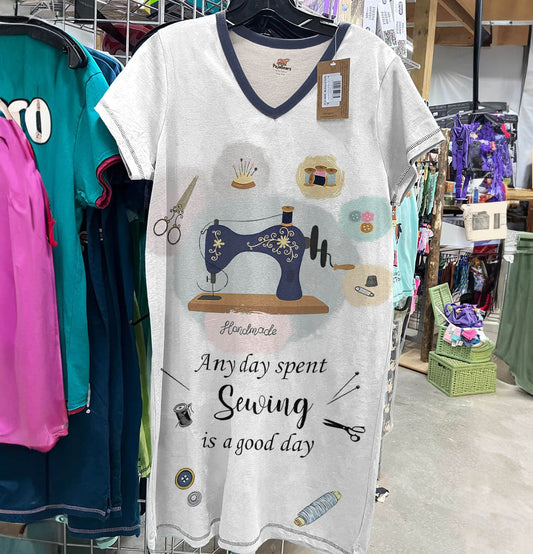 Handmade
Any day spent
Sewing
is a good day